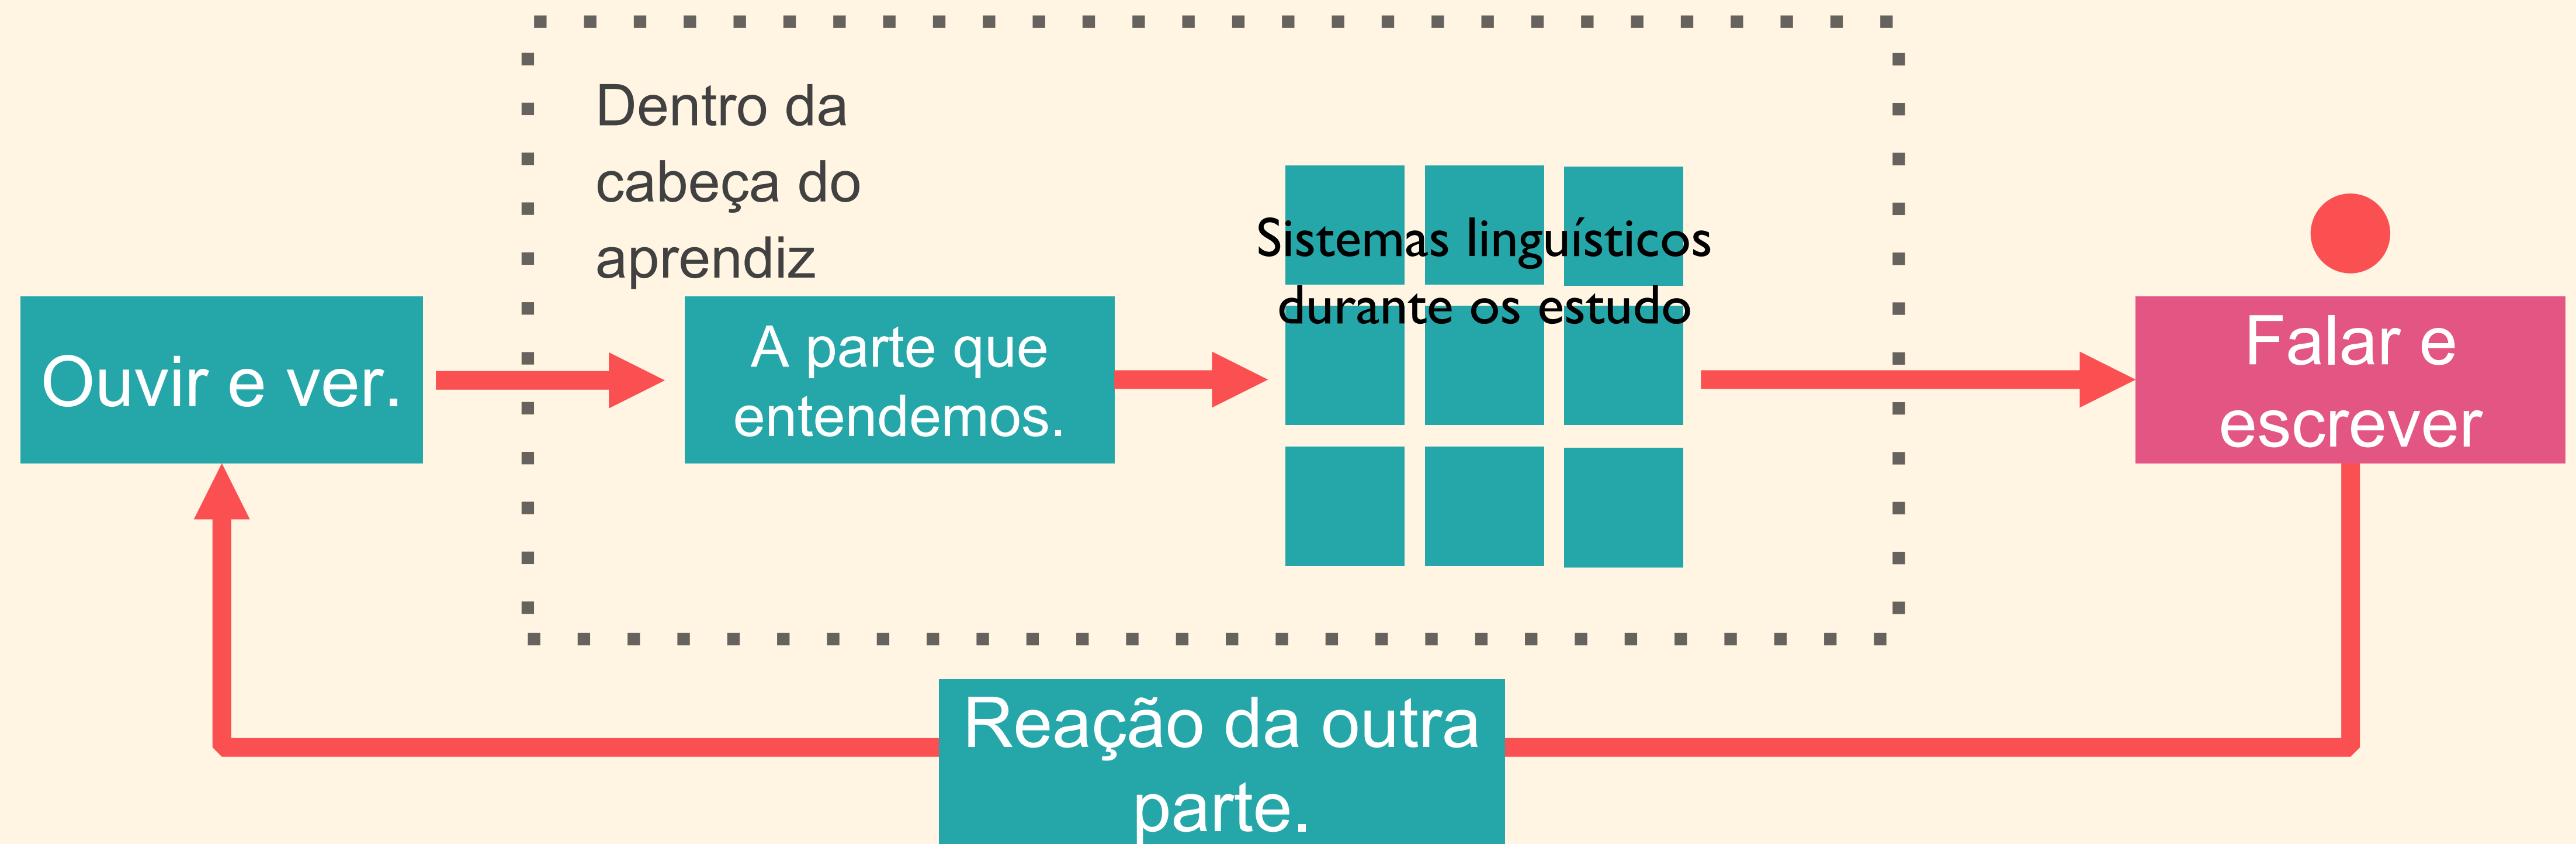 Dentro da
cabeça do
aprendiz
Sistemas linguísticos
durante os estudo
Ouvir e ver.
A parte que
entendemos.
Falar e
escrever
Reação da outra
parte.